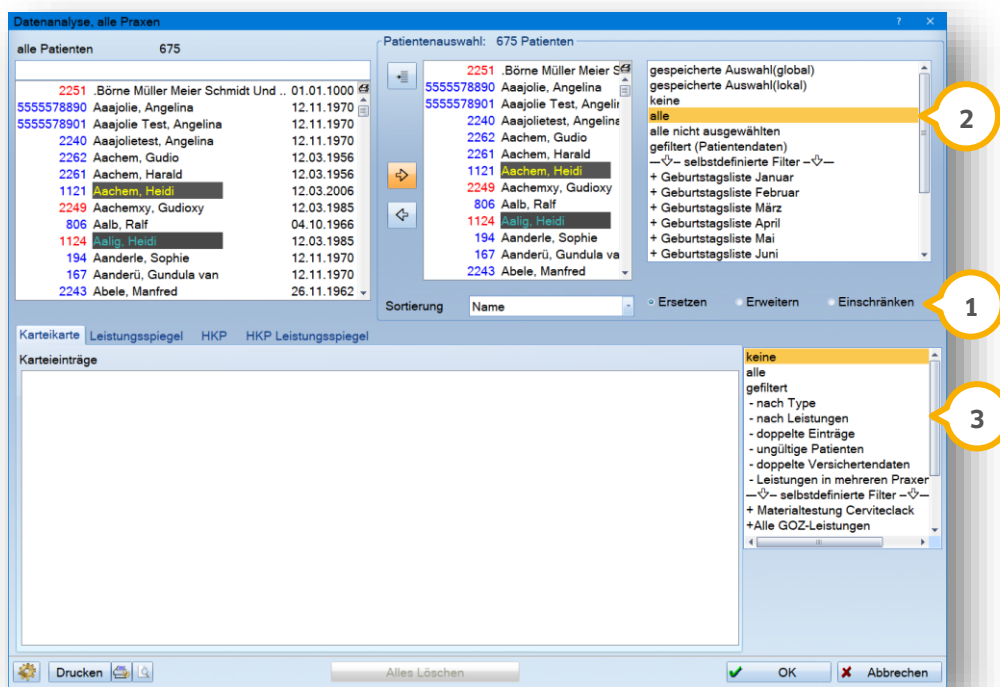 Datenanalyse, alle Praxen
alle Patienten 675
2251 .Börne Müller Meier Schmidt Und .. 01.01.1000
5555578890 Aaajolie, Angelina 12.11.1970
5555578901 Aaajolie Test, Angelina 12.11.1970
2240 Aaajolietest, Angelina 12.11.1970
2262 Aachem, Gudio 12.03.1956
2261 Aachem, Harald 12.03.1956
1121 Aachem, Heidi 12.03.2006
2249 Aachemxy, Gudioxy 12.03.1985
806 Aalb, Ralf 04.10.1966
1124 Aalig, Heidi 12.03.1985
194 Aanderle, Sophie 12.11.1970
167 Aanderü, Gundula van 12.11.1970
2243 Abele, Manfred 26.11.1962
Patientenauswahl: 675 Patienten
2251 .Börne Müller Meier S
5555578890 Aaajolie, Angelina
5555578901 Aaajolie Test, Angelir
2240 Aaajolietest, Angelina
2262 Aachem, Gudio
2261 Aachem, Harald
1121 Aachem, Heidi
2249 Aachemxy, Gudioxy
806 Aalb, Ralf
1124 Aalig, Heidi
194 Aanderle, Sophie
167 Aanderü, Gundula va
2243 Abele, Manfred
gespeicherte Auswahl(global)
gespeicherte Auswahl(lokal)
keine
alle
alle nicht ausgewählten
gefiltert (Patientendaten)
selbstdefinierte Filter
+ Geburtstagsliste Januar
+ Geburtstagsliste Februar
+ Geburtstagsliste März
+ Geburtstagsliste April
+ Geburtstagsliste Mai
+ Geburtstagsliste Juni
2
Sortierung Name
Ersetzen Erweitern Einschränken
1
Karteikarte Leistungsspiegel HKP HKP Leistungsspiegel
Karteieinträge
keine
alle
gefiltert
- nach Type
- nach Leistungen
- doppelte Einträge
- ungültige Patienten
- doppelte Versichertendaten
- Leistungen in mehreren Praxer
selbstdefinierte Filter
+ Materialtestung Cerviteclack
+Alle GOZ-Leistungen
3
Drucken Alles Löschen OK Abbrechen